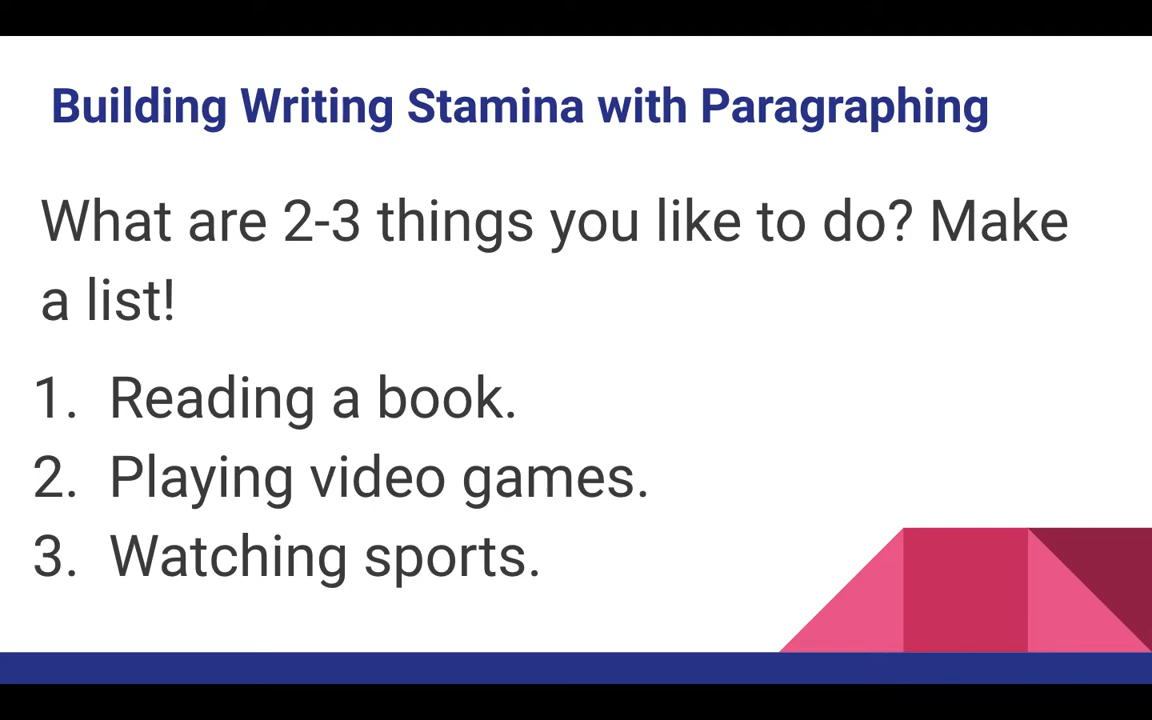 Building Writing Stamina with Paragraphing
What are 2-3 things you like to do? Make
a list!
1. Reading a book.
2. Playing video games.
3. Watching sports.